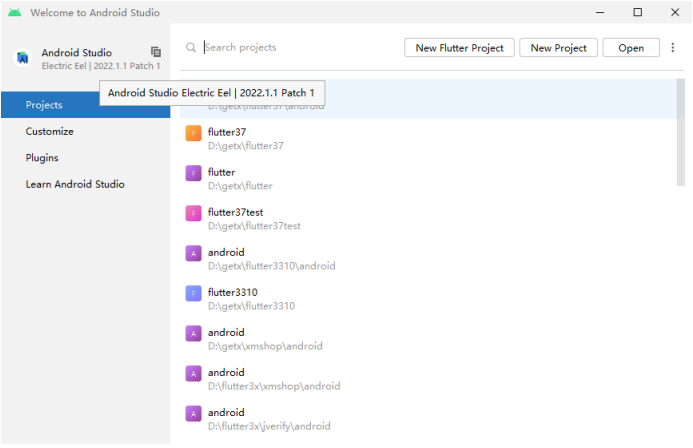 Welcome to Android Studio
Android Studio
Electric Eel | 2022.1.1 Patch 1
Search projects
New Flutter Project
New Project
Open
Android Studio Electric Eel | 2022.1.1 Patch 1
Projects
Customize
Plugins
Learn Android Studio
D:\getx\flutter37\android
F
flutter37
D:\getx\flutter37
F
flutter
D:\getx\flutter
F
flutter37test
D:\getx\flutter37test
A
android
D:\getx\flutter3310\android
F
flutter3310
D:\getx\flutter3310
A
android
D:\getx\xmshop\android
A
android
D:\flutter3x\xmshop\android
A
android
D:\flutter3x\jverify\android